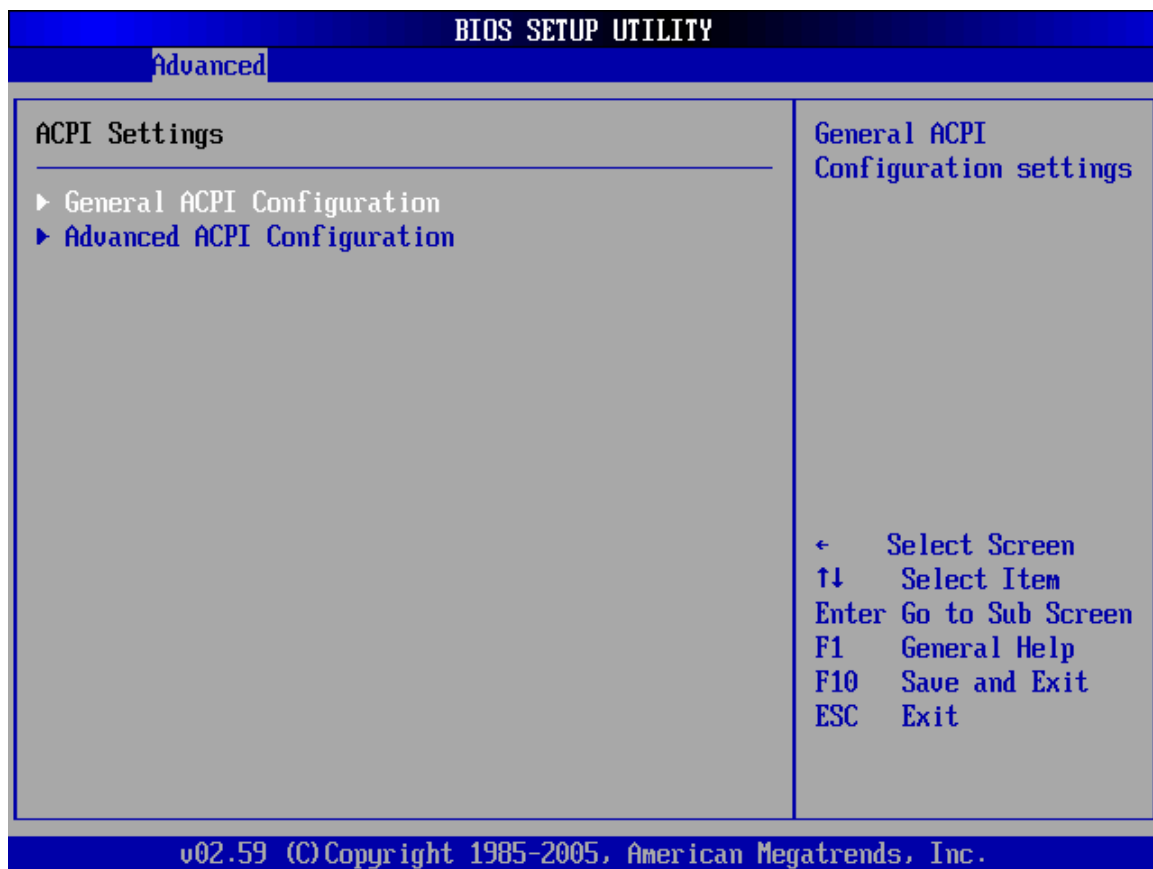 BIOS SETUP UTILITY
Advanced
ACPI Settings
▶ General ACPI Configuration
▶ Advanced ACPI Configuration
General ACPI
Configuration settings
← Select Screen
↑↓ Select Item
Enter Go to Sub Screen
F1 General Help
F10 Save and Exit
ESC Exit
v02.59 (C)Copyright 1985-2005, American Megatrends, Inc.